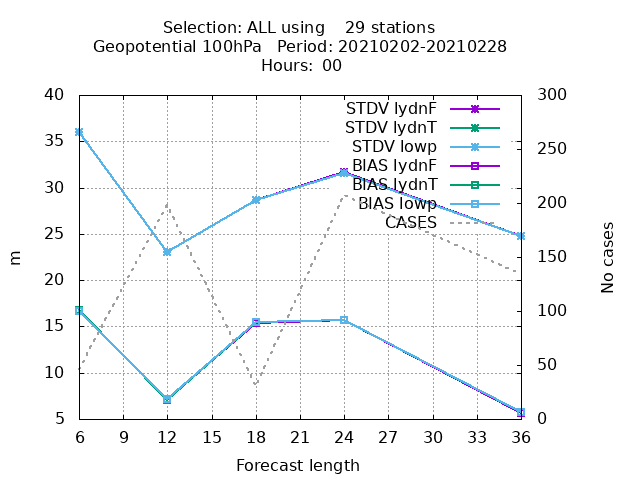 Selection: ALL using    29 stations
Geopotential 100hPa   Period: 20210202-20210228
Hours: 00
40
35
30
25
20
15
10
5
m
300
250
200
150
100
50
0
No cases
STDV lydnF
STDV lydnT
STDV lowp
BIAS lydnF
BIAS lydnT
BIAS lowp
CASES
6 9 12 15 18 21 24 27 30 33 36
Forecast length